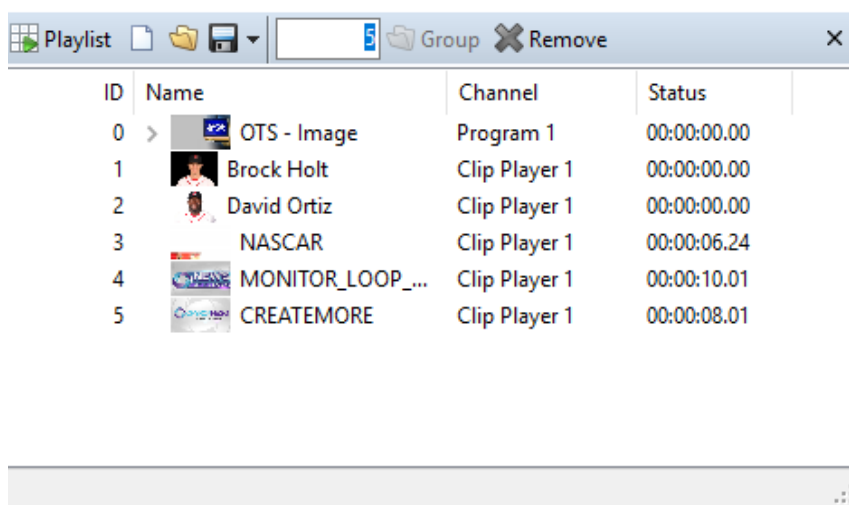 Playlist 5 Group Remove
ID Name Channel Status
0 OTS - Image Program 1 00:00:00.00
1 Brock Holt Clip Player 1 00:00:00.00
2 David Ortiz Clip Player 1 00:00:00.00
3 NASCAR Clip Player 1 00:00:06.24
4 MONITOR_LOOP_... Clip Player 1 00:00:10.01
5 CREATEMORE Clip Player 1 00:00:08.01